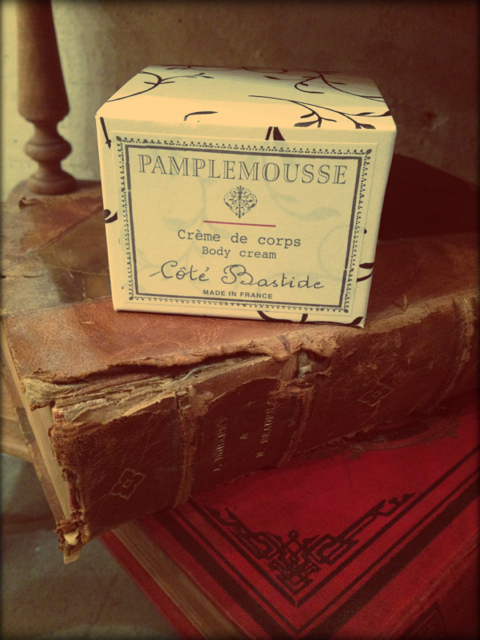 PAMPLEMOUSSE
Crème de corps
Body cream
Côté Bastide
MADE IN FRANCE
&